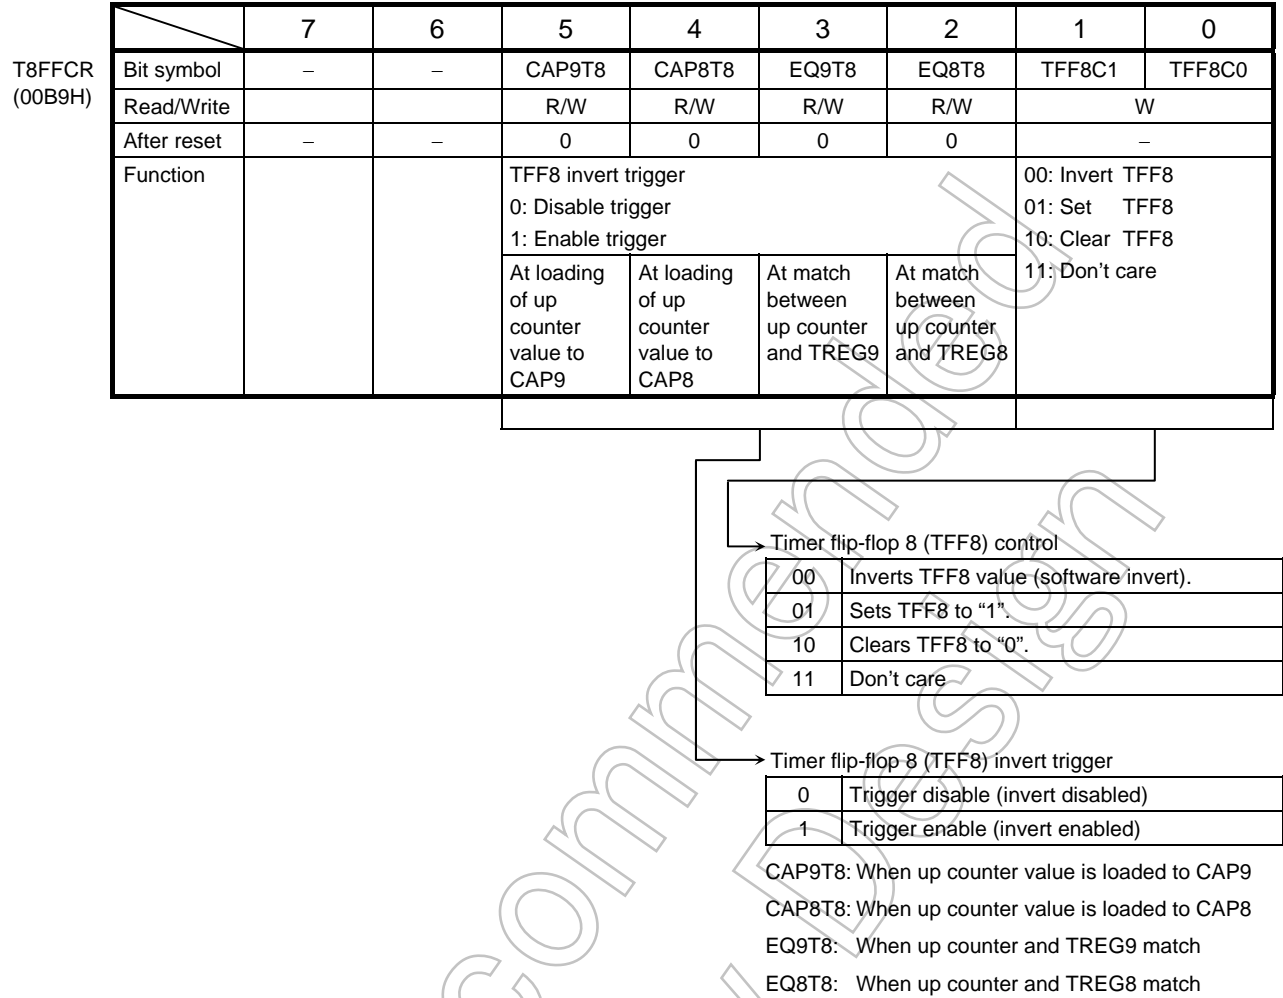 7 6 5 4 3 2 1 0
T8FFCR
(00B9H)
Bit symbol – – CAP9T8 CAP8T8 EQ9T8 EQ8T8 TFF8C1 TFF8C0
Read/Write R/W R/W R/W R/W W
After reset – – 0 0 0 0 –
Function
TFF8 invert trigger
0: Disable trigger
1: Enable trigger
At loading
of up
counter
value to
CAP9
At loading
of up
counter
value to
CAP8
At match
between
up counter
and TREG9
At match
between
up counter
and TREG8
00: Invert TFF8
01: Set TFF8
10: Clear TFF8
11: Don’t care
Timer flip-flop 8 (TFF8) control
00 Inverts TFF8 value (software invert).
01 Sets TFF8 to “1”.
10 Clears TFF8 to “0”.
11 Don’t care
Timer flip-flop 8 (TFF8) invert trigger
0 Trigger disable (invert disabled)
1 Trigger enable (invert enabled)
CAP9T8: When up counter value is loaded to CAP9
CAP8T8: When up counter value is loaded to CAP8
EQ9T8: When up counter and TREG9 match
EQ8T8: When up counter and TREG8 match
commended
Design